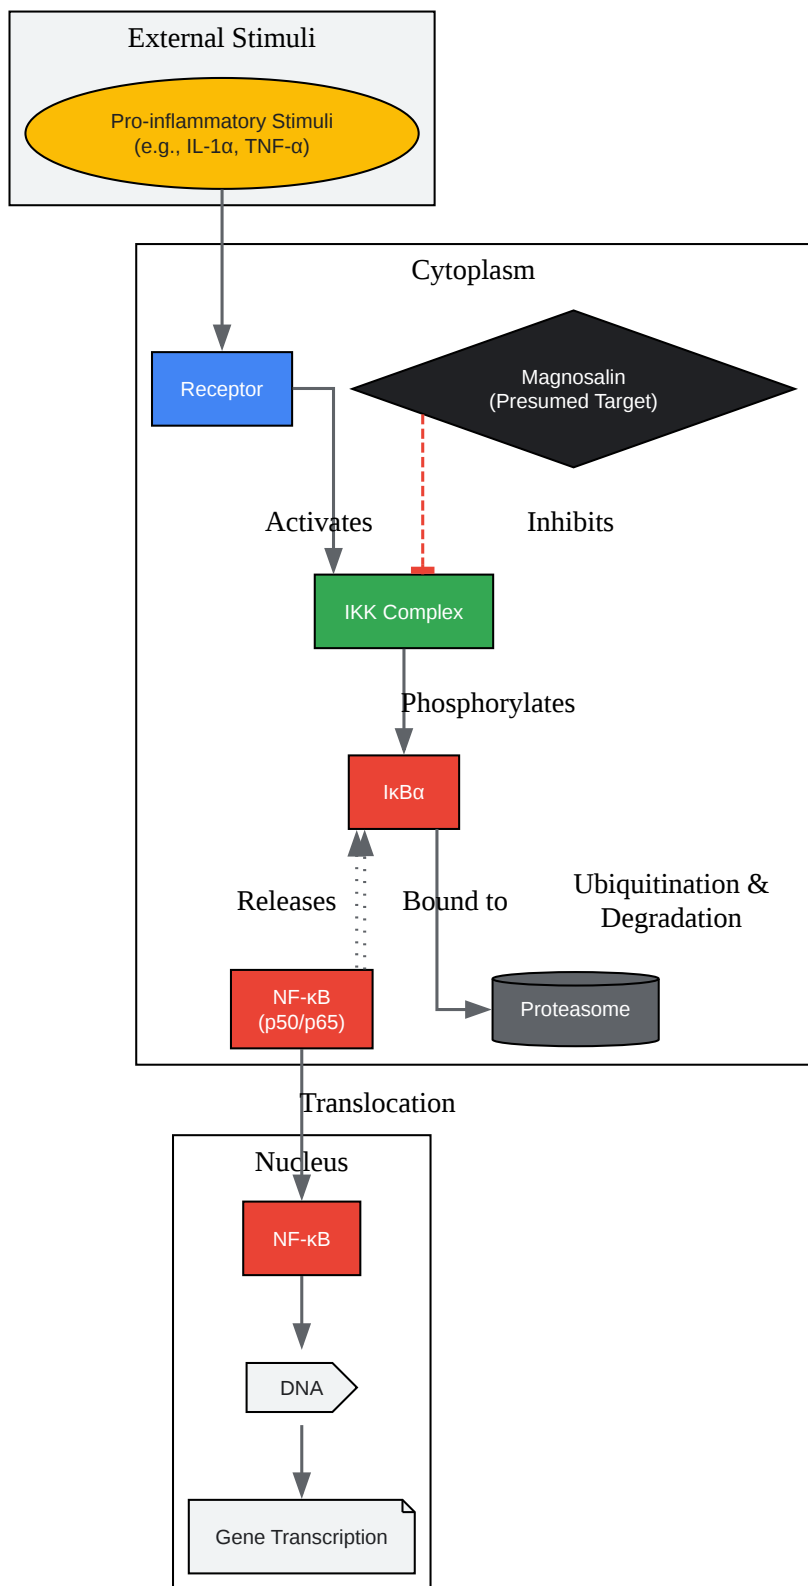 External Stimuli
Pro-inflammatory Stimuli
(e.g., IL-1α, TNF-α)
Cytoplasm
Magnosalin
(Presumed Target)
Receptor
Activates
Inhibits
IKK Complex
Phosphorylates
IκBα
Releases
Bound to
Ubiquitination &
Degradation
NF-κB
(p50/p65)
Proteasome
Translocation
Nucleus
NF-κB
DNA
Gene Transcription